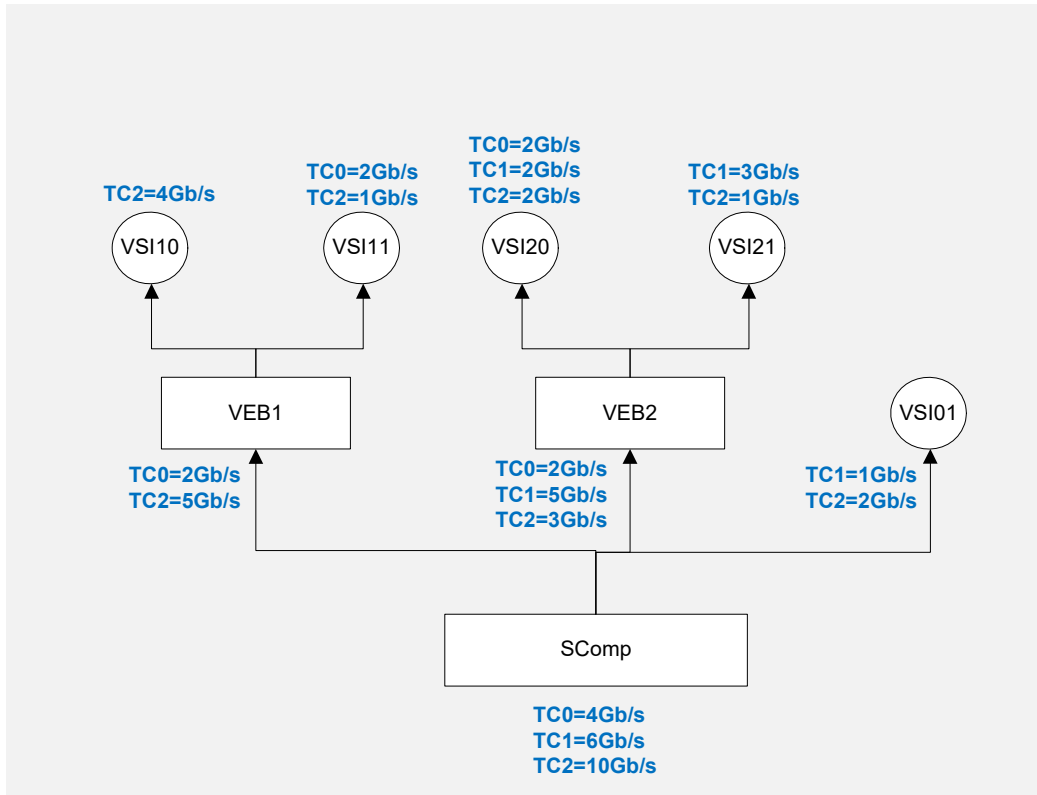 TC2=4Gb/s
TC0=2Gb/s
TC2=1Gb/s
TC0=2Gb/s
TC1=2Gb/s
TC2=2Gb/s
TC1=3Gb/s
TC2=1Gb/s
VSI10
VSI11
VSI20
VSI21
VEB1
VEB2
VSI01
TC0=2Gb/s
TC2=5Gb/s
TC0=2Gb/s
TC1=5Gb/s
TC2=3Gb/s
TC1=1Gb/s
TC2=2Gb/s
SComp
TC0=4Gb/s
TC1=6Gb/s
TC2=10Gb/s